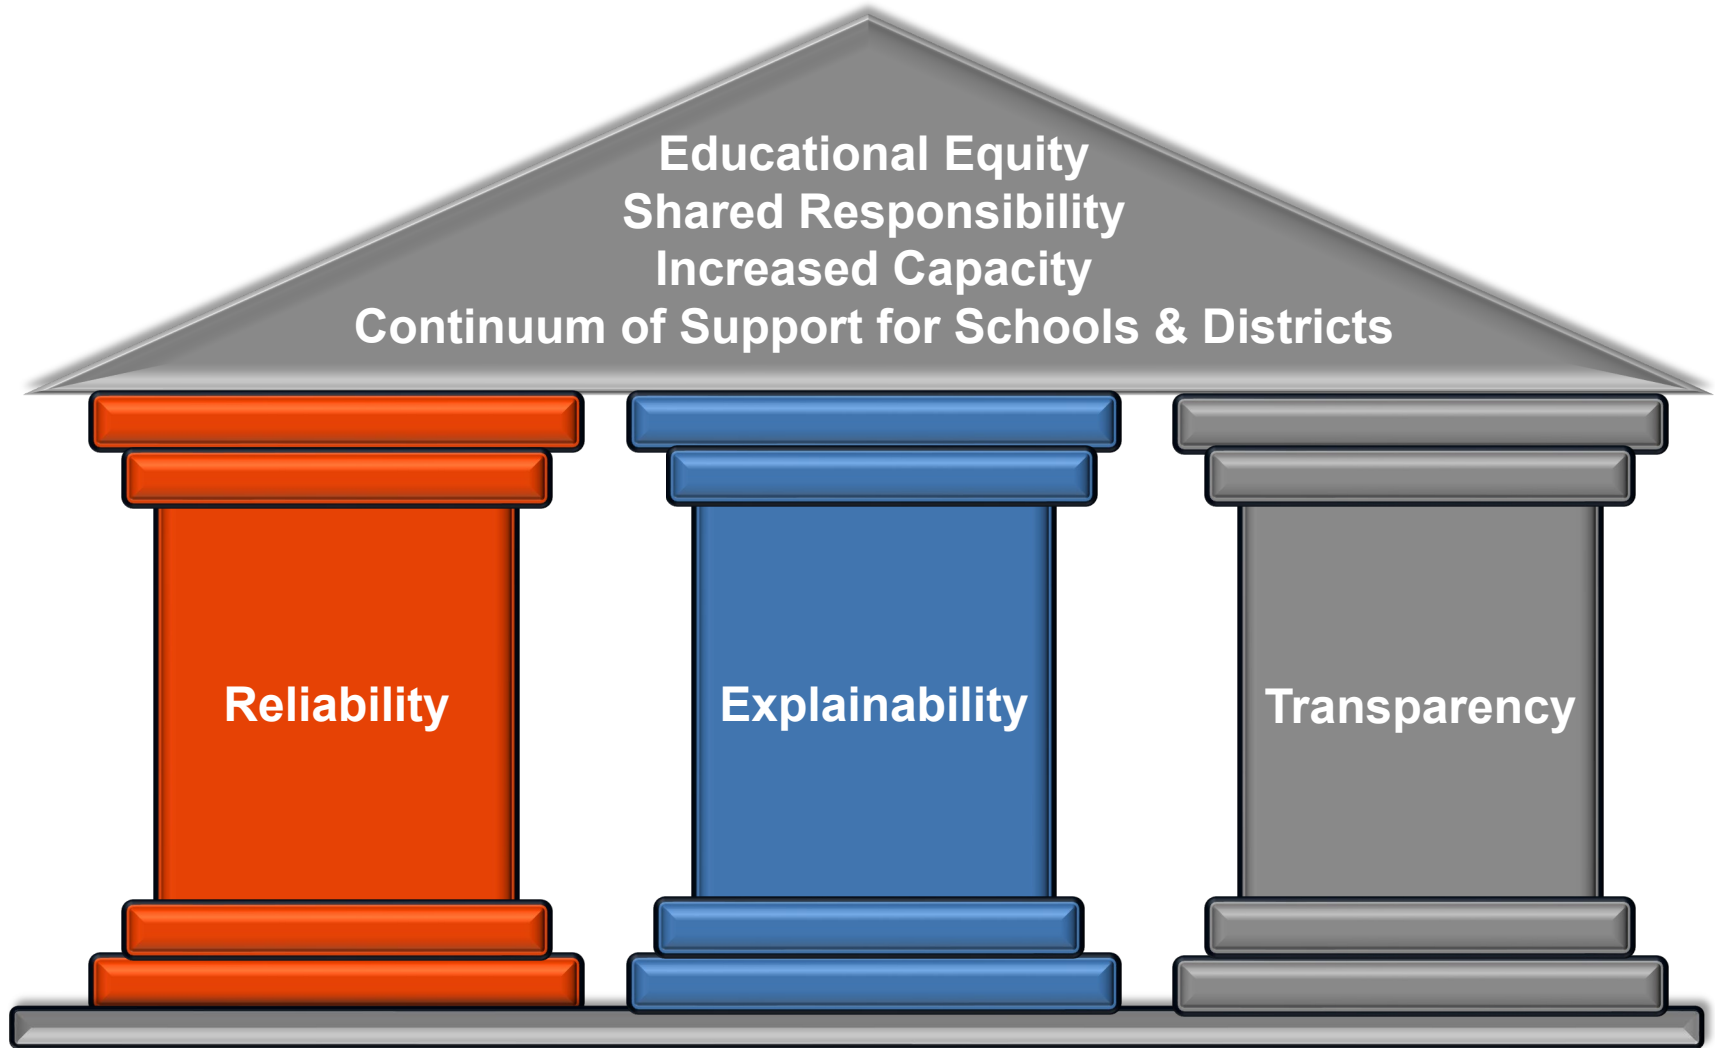 Educational Equity
Shared Responsibility
Increased Capacity
Continuum of Support for Schools & Districts
Reliability
Explainability
Transparency